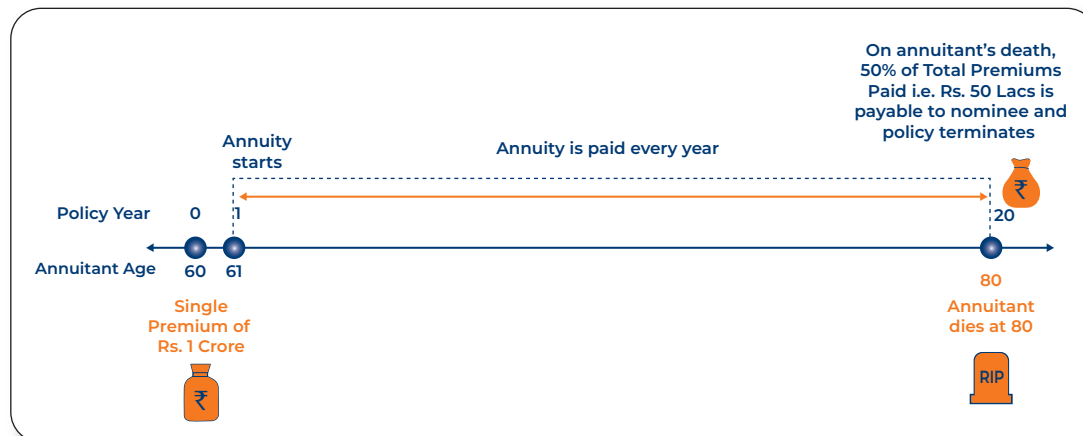 On annuitant's death,
50% of Total Premiums
Paid i.e. Rs. 50 Lacs is
payable to nominee and
policy terminates
Annuity
starts
Annuity is paid every year
₹
Policy Year 0 1 20
Annuitant Age 60 61 80
Single
Premium of
Rs. 1 Crore
₹
Annuitant
dies at 80
RIP